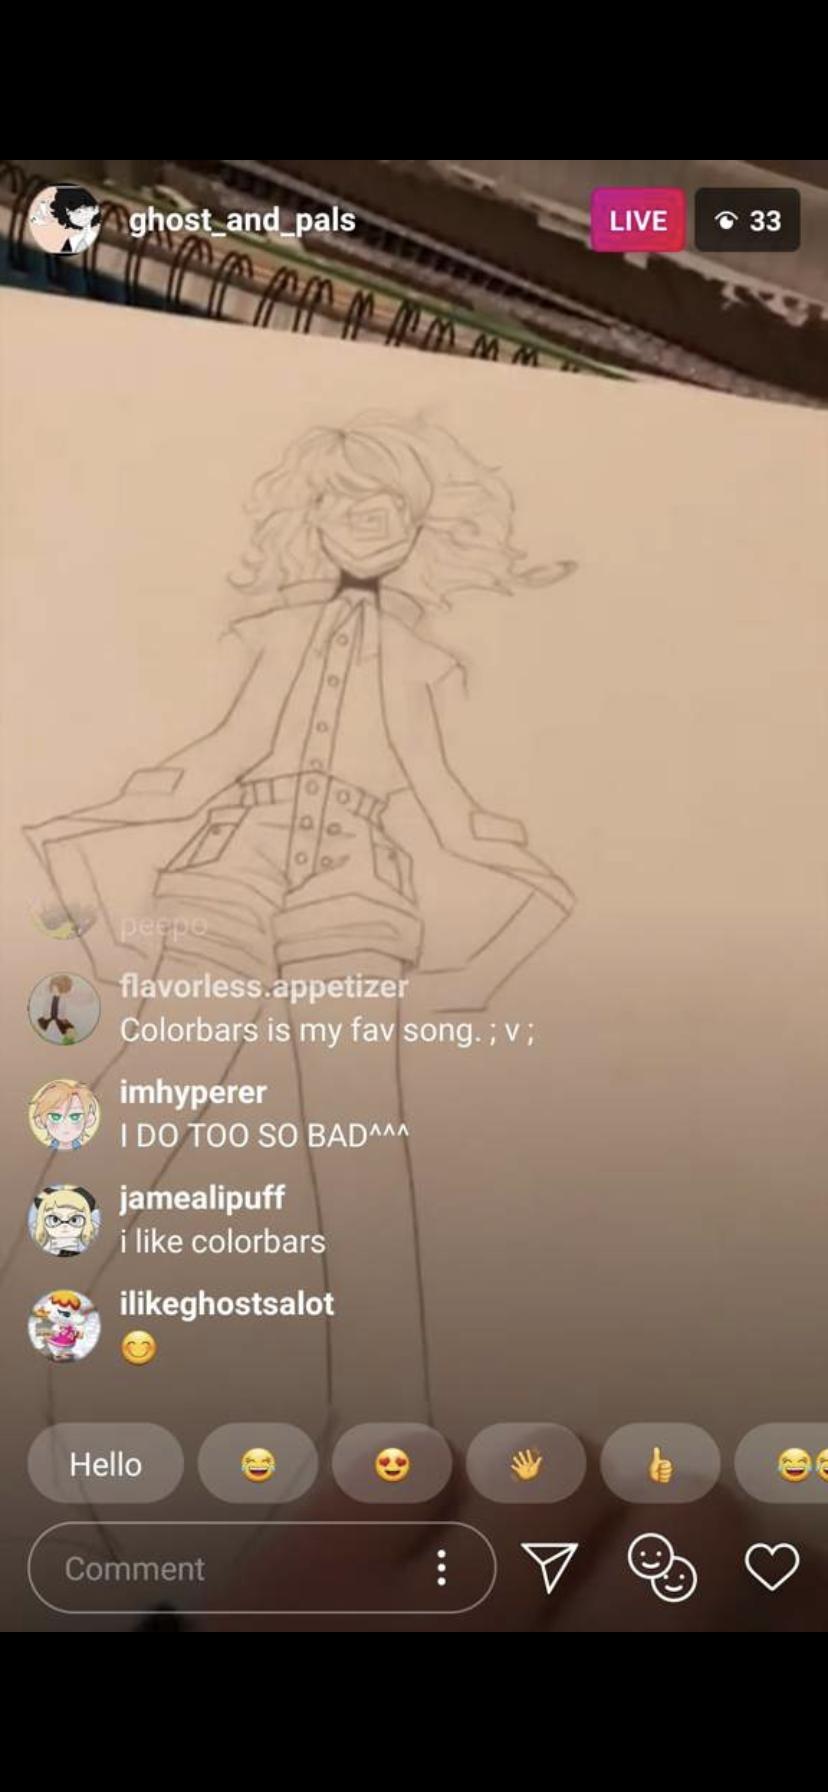 ghost_and_pals
LIVE
33
peepo
flavorless.appetizer
Colorbars is my fav song. ; v ;
imhyperer
I DO TOO SO BAD^^^
jamealipuff
i like colorbars
ilikeghostsalot
😊
Hello
Comment